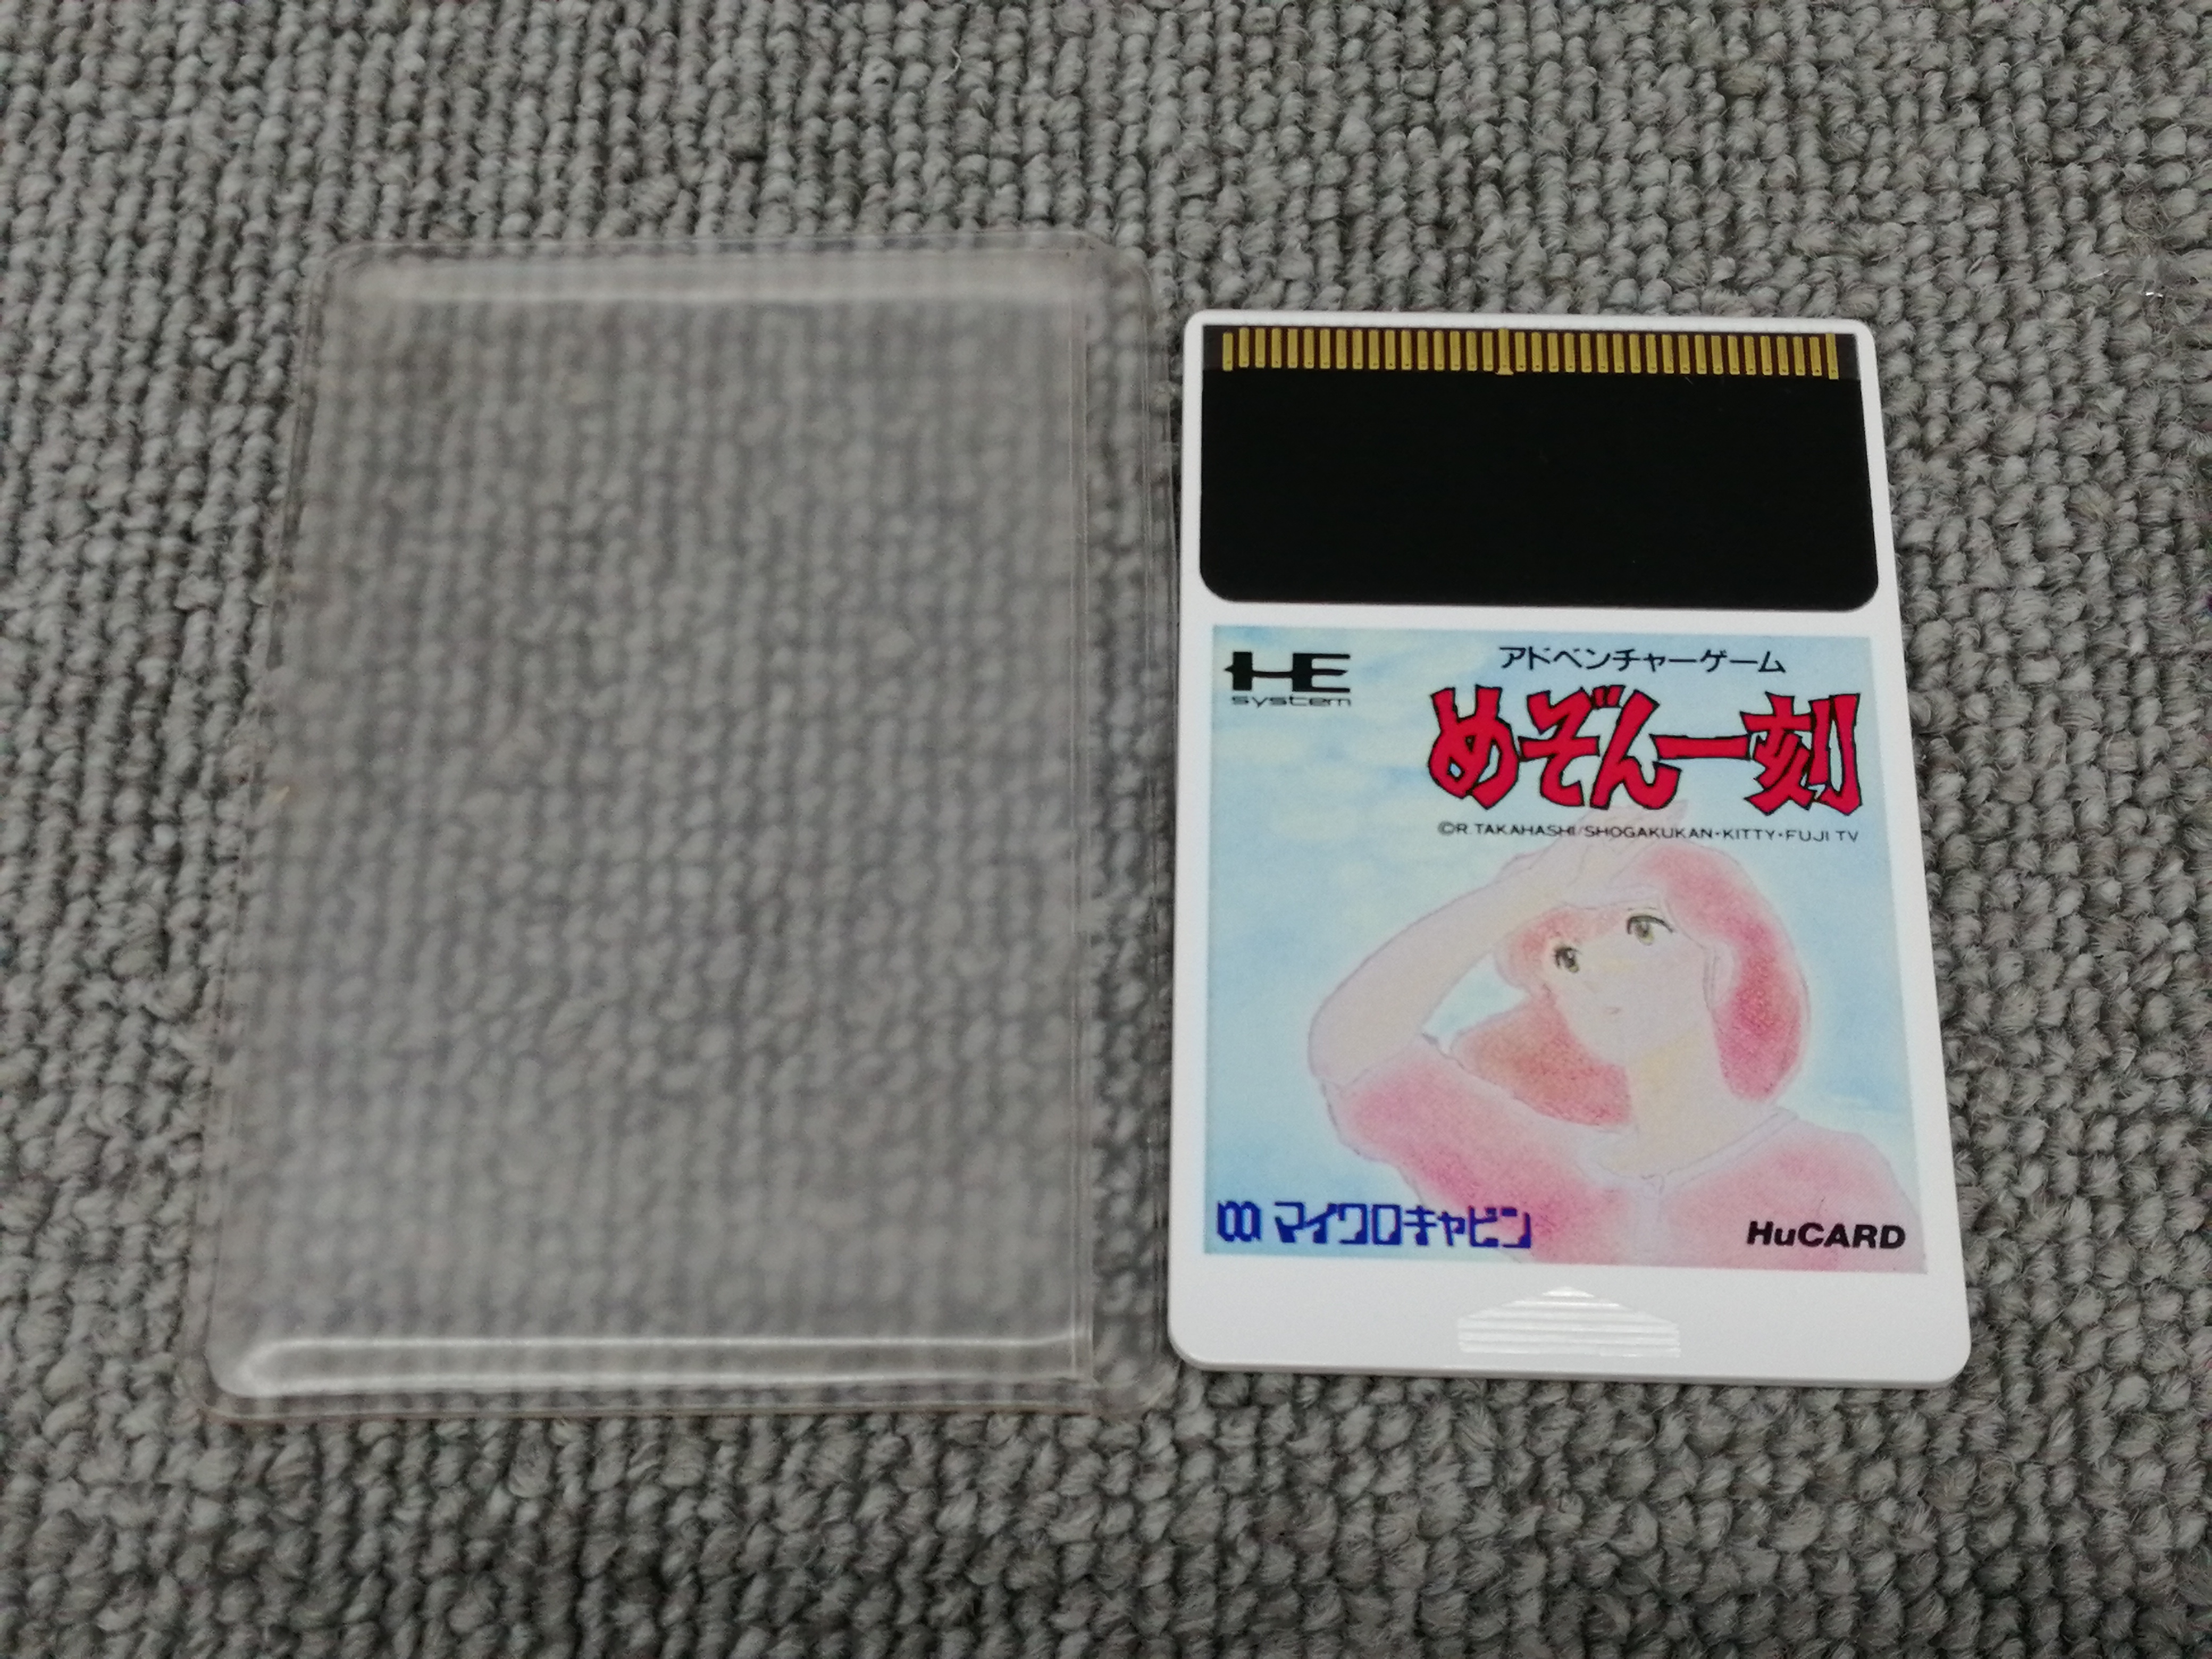 HE
system
アドベンチャーゲーム
めぞん一刻
©R.TAKAHASHI/SHOGAKUKAN・KITTY・FUJI TV
マイクロキャビン
HuCARD